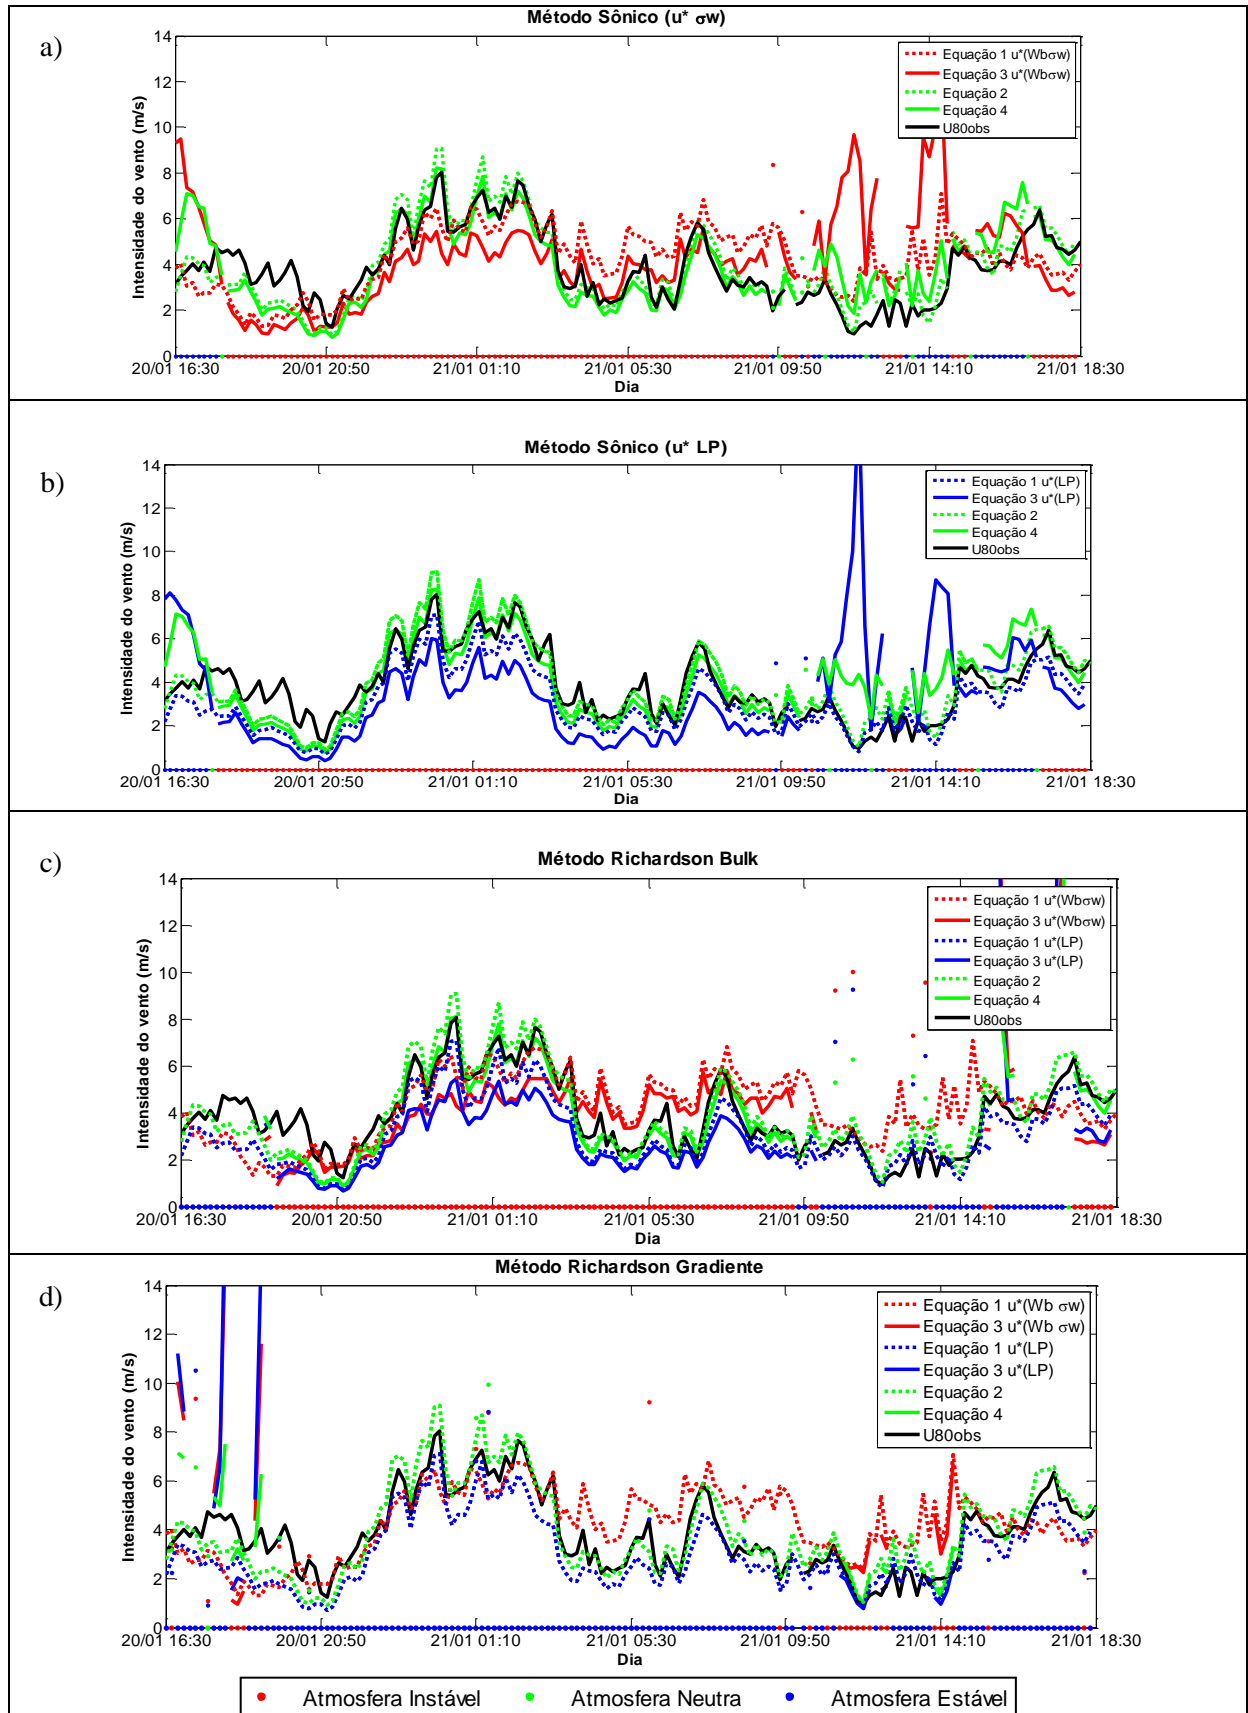 Método Sônico (u* σw)
a)
14
12
10
8
6
4
2
0
Intensidade do vento (m/s)
Equação 1 u*(Wbσw)
Equação 3 u*(Wbσw)
Equação 2
Equação 4
U80obs
20/01 16:30 20/01 20:50 21/01 01:10 21/01 05:30 21/01 09:50 21/01 14:10 21/01 18:30
Dia
Método Sônico (u* LP)
b)
14
12
10
8
6
4
2
0
Intensidade do vento (m/s)
Equação 1 u*(LP)
Equação 3 u*(LP)
Equação 2
Equação 4
U80obs
20/01 16:30 20/01 20:50 21/01 01:10 21/01 05:30 21/01 09:50 21/01 14:10 21/01 18:30
Dia
Método Richardson Bulk
c)
14
12
10
8
6
4
2
0
Intensidade do vento (m/s)
Equação 1 u*(Wbσw)
Equação 3 u*(Wbσw)
Equação 1 u*(LP)
Equação 3 u*(LP)
Equação 2
Equação 4
U80obs
20/01 16:30 20/01 20:50 21/01 01:10 21/01 05:30 21/01 09:50 21/01 14:10 21/01 18:30
Dia
Método Richardson Gradiente
d)
14
12
10
8
6
4
2
0
Intensidade do vento (m/s)
Equação 1 u*(Wb σw)
Equação 3 u*(Wb σw)
Equação 1 u*(LP)
Equação 3 u*(LP)
Equação 2
Equação 4
U80obs
20/01 16:30 20/01 20:50 21/01 01:10 21/01 05:30 21/01 09:50 21/01 14:10 21/01 18:30
Dia
Atmosfera Instável Atmosfera Neutra Atmosfera Estável